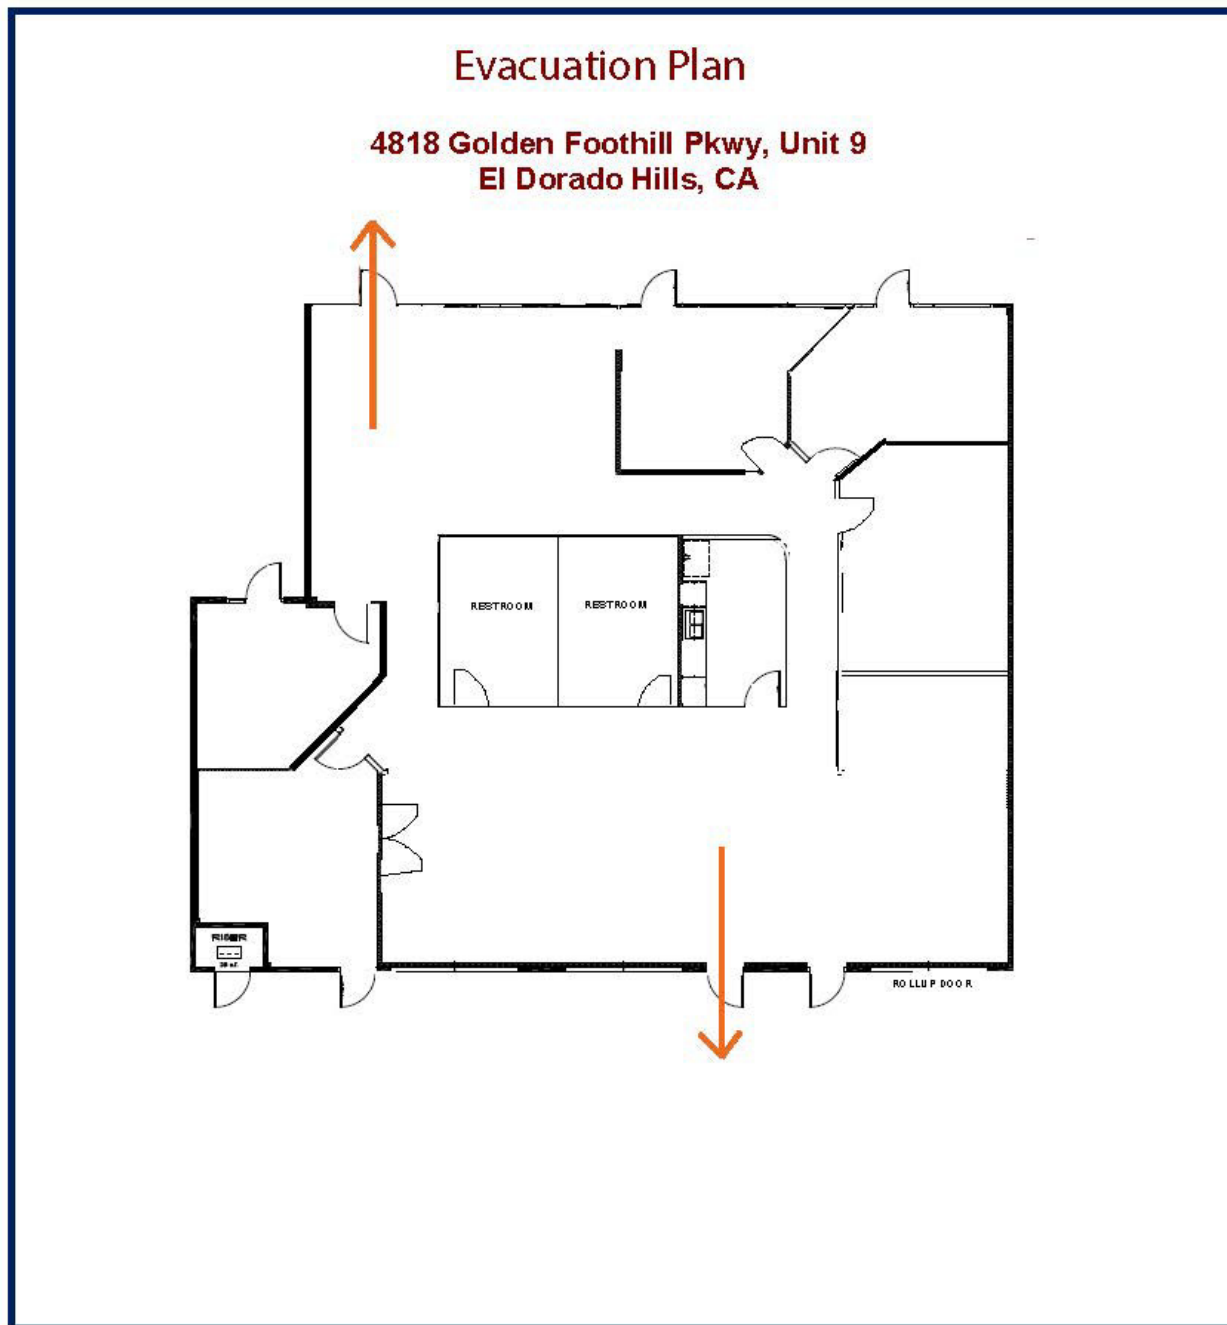 Evacuation Plan
4818 Golden Foothill Pkwy, Unit 9
El Dorado Hills, CA
RESTROOM
RESTROOM
RISER
ROLLUP DOOR